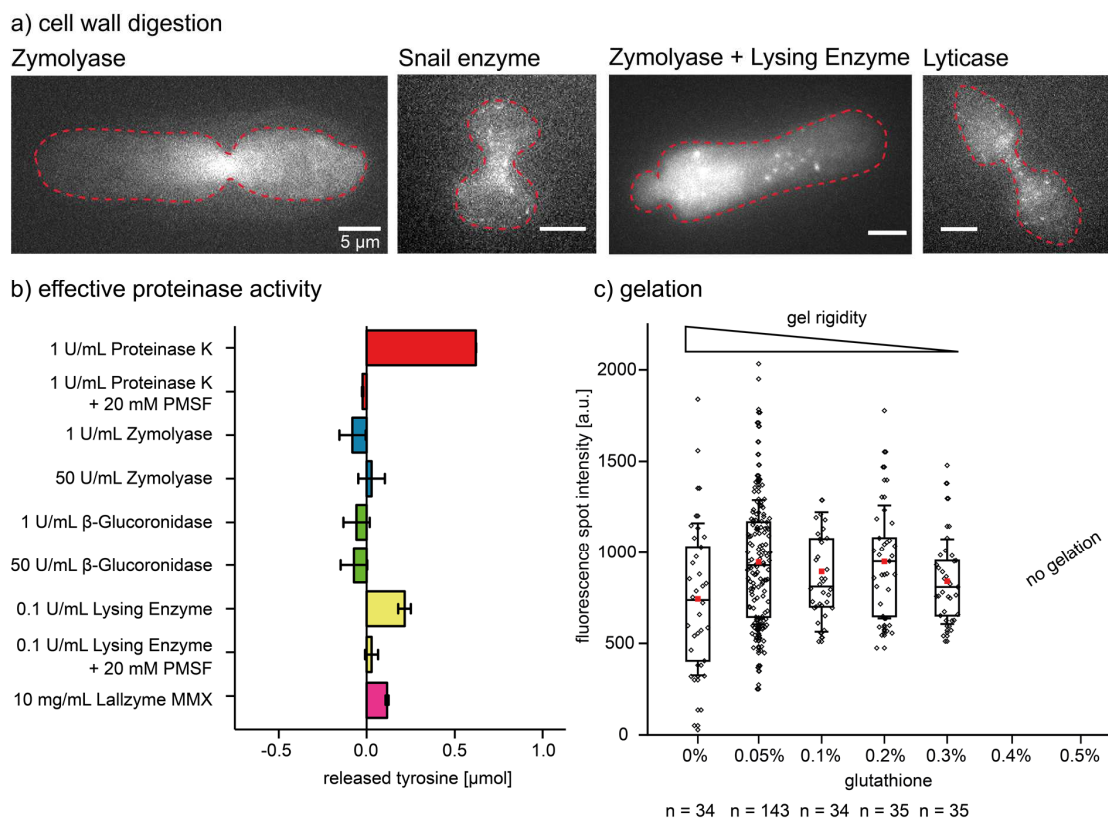 a) cell wall digestion
Zymolyase
Snail enzyme
Zymolyase + Lysing Enzyme
Lyticase
5 µm
b) effective proteinase activity
1 U/mL Proteinase K
1 U/mL Proteinase K
+ 20 mM PMSF
1 U/mL Zymolyase
50 U/mL Zymolyase
1 U/mL β-Glucoronidase
50 U/mL β-Glucoronidase
0.1 U/mL Lysing Enzyme
0.1 U/mL Lysing Enzyme
+ 20 mM PMSF
10 mg/mL Lallzyme MMX
-0.5 0.0 0.5 1.0
released tyrosine [µmol]
c) gelation
gel rigidity
fluorescence spot intensity [a.u.]
2000
1500
1000
500
0
no gelation
0% 0.05% 0.1% 0.2% 0.3% 0.4% 0.5%
glutathione
n = 34 n = 143 n = 34 n = 35 n = 35